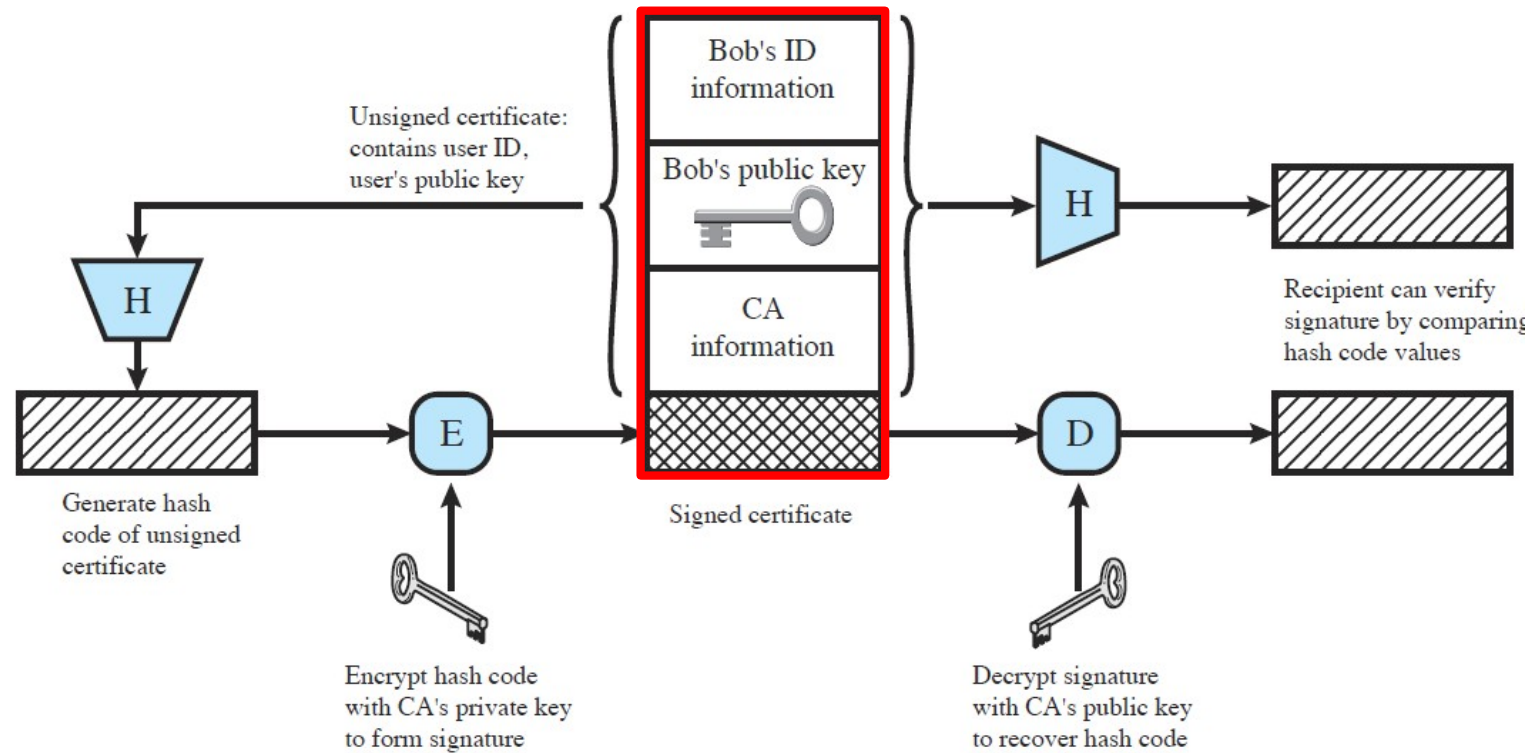 Bob's ID
information
Unsigned certificate:
contains user ID,
user's public key
Bob's public key
H
H
CA
information
Recipient can verify
signature by comparing
hash code values
E
D
Generate hash
code of unsigned
certificate
Signed certificate
Encrypt hash code
with CA's private key
to form signature
Decrypt signature
with CA's public key
to recover hash code